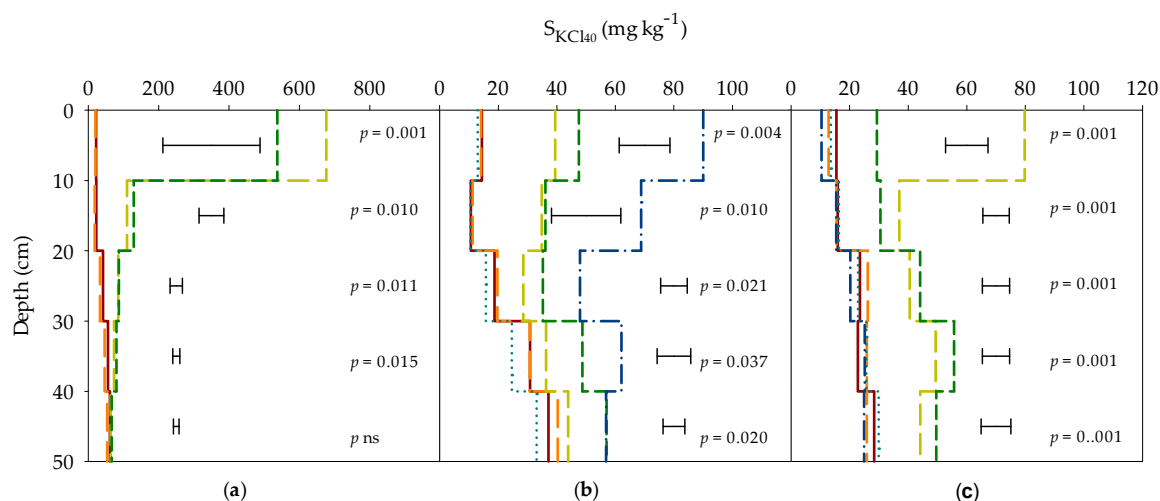 S_KCl40 (mg kg⁻¹)
0 200 400 600 800 0 20 40 60 80 100 0 20 40 60 80 100 120
Depth (cm)
0
10
20
30
40
50
p = 0.001
p = 0.010
p = 0.011
p = 0.015
p ns
p = 0.004
p = 0.010
p = 0.021
p = 0.037
p = 0.020
p = 0.001
p = 0.001
p = 0.001
p = 0.001
p = 0..001
(a) (b) (c)